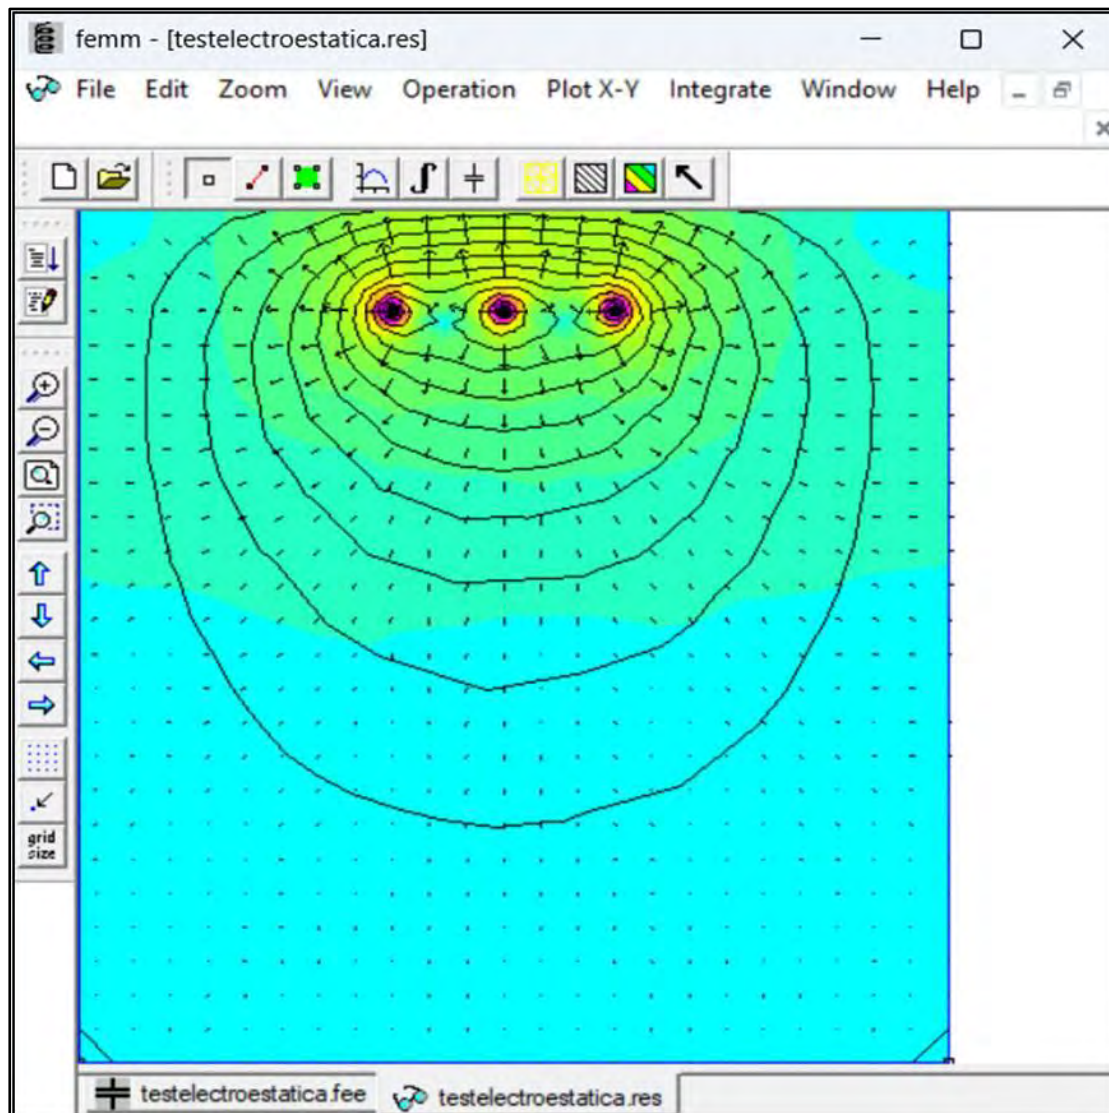 femm - [testelectroestatica.res]
File Edit Zoom View Operation Plot X-Y Integrate Window Help
grid
size
testelectroestatica.fee testelectroestatica.res